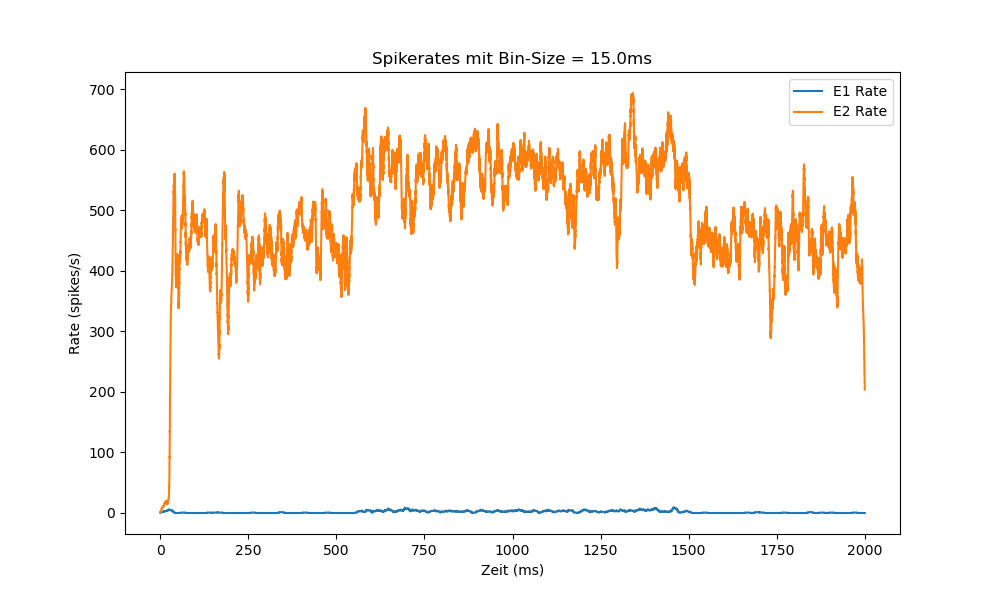 Spikerates mit Bin-Size = 15.0ms
E1 Rate
E2 Rate
700
600
500
400
300
200
100
0
Rate (spikes/s)
0 250 500 750 1000 1250 1500 1750 2000
Zeit (ms)